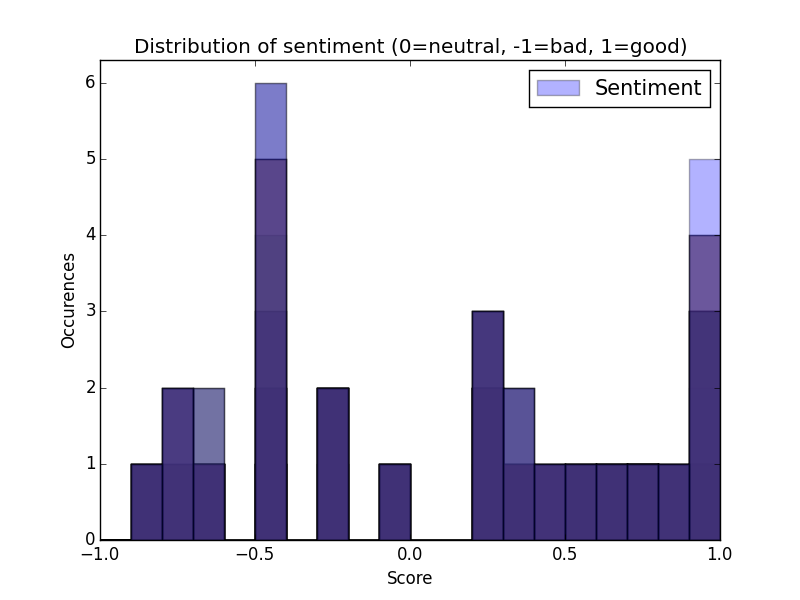 Distribution of sentiment (0=neutral, -1=bad, 1=good)
Sentiment
6
5
4
3
2
1
0
Occurences
−1.0 −0.5 0.0 0.5 1.0
Score